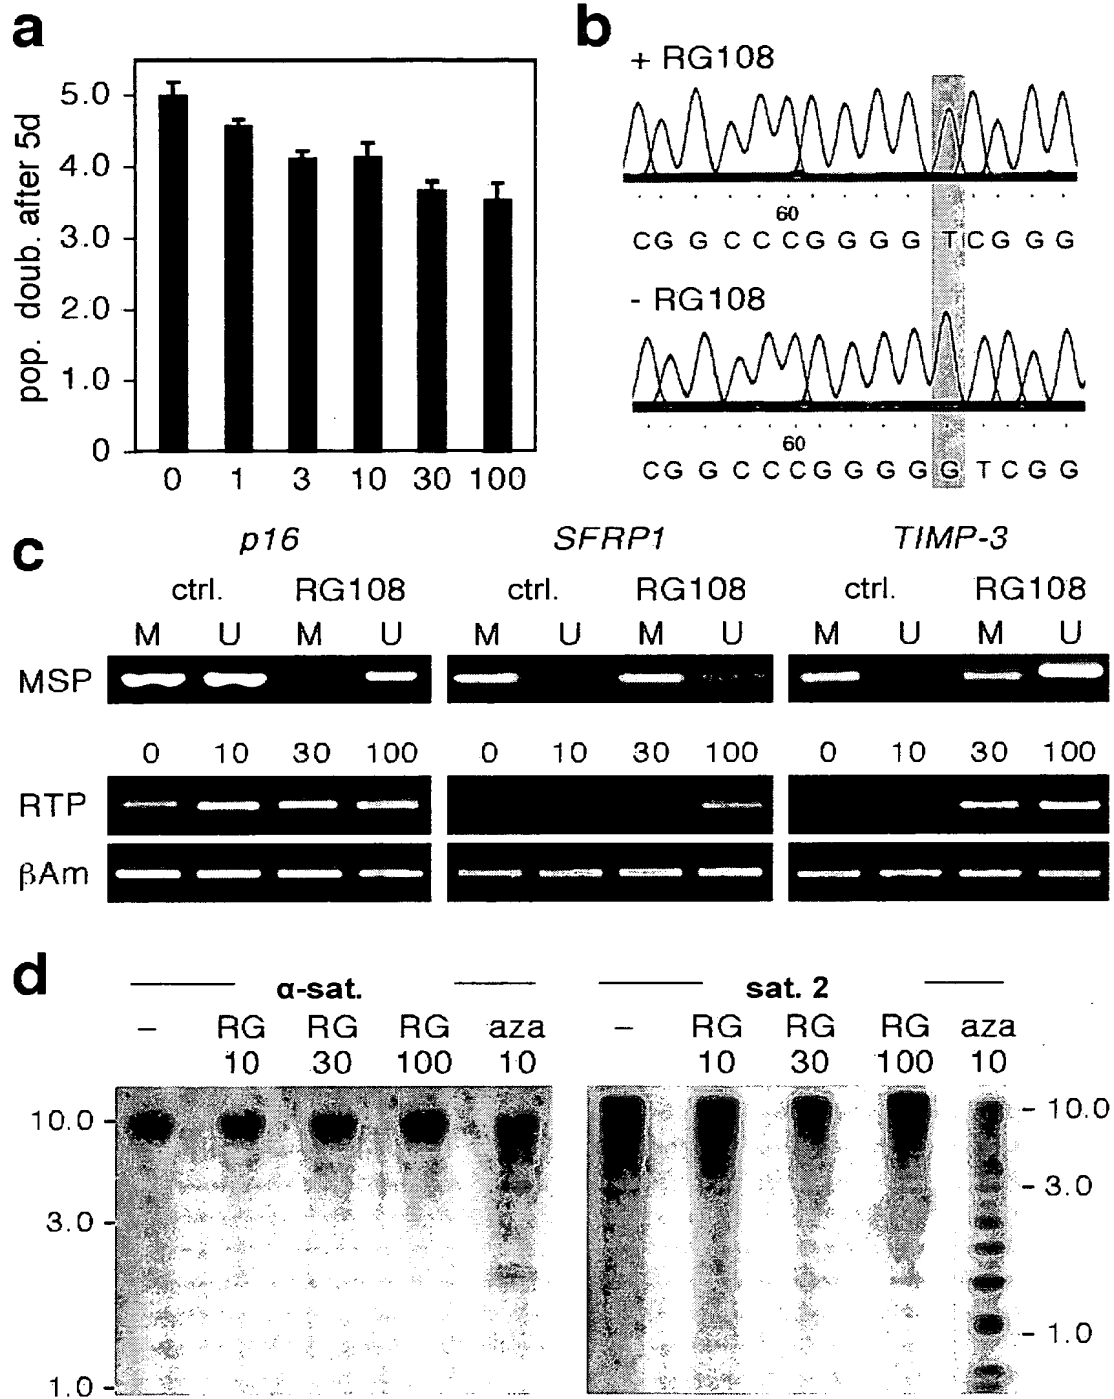 a
pop. doub. after 5d
5.0
4.0
3.0
2.0
1.0
0
0 1 3 10 30 100
b
+ RG108
60
CG G C C CG G G G T C G G G
- RG108
60
CG G C C CG G G G G T C G G
c
p16 SFRP1 TIMP-3
ctrl. RG108 ctrl. RG108 ctrl. RG108
M U M U M U M U M U M U
MSP
0 10 30 100 0 10 30 100 0 10 30 100
RTP
βAm
d
α-sat. sat. 2
– RG RG RG aza – RG RG RG aza
10 30 100 10 10 30 100 10
10.0 - - 10.0
3.0 - - 3.0
1.0 - - 1.0